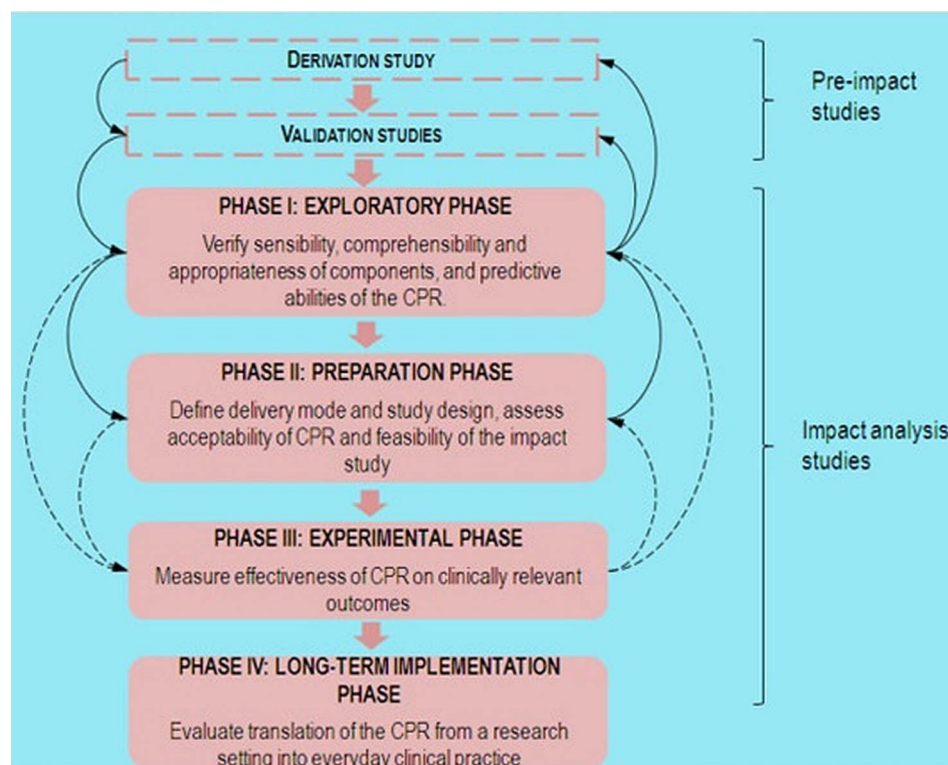 DERIVATION STUDY
VALIDATION STUDIES
Pre-impact
studies
PHASE I: EXPLORATORY PHASE
Verify sensibility, comprehensibility and
appropriateness of components, and predictive
abilities of the CPR.
PHASE II: PREPARATION PHASE
Define delivery mode and study design, assess
acceptability of CPR and feasibility of the impact
study
Impact analysis
studies
PHASE III: EXPERIMENTAL PHASE
Measure effectiveness of CPR on clinically relevant
outcomes
PHASE IV: LONG-TERM IMPLEMENTATION
PHASE
Evaluate translation of the CPR from a research
setting into everyday clinical practice